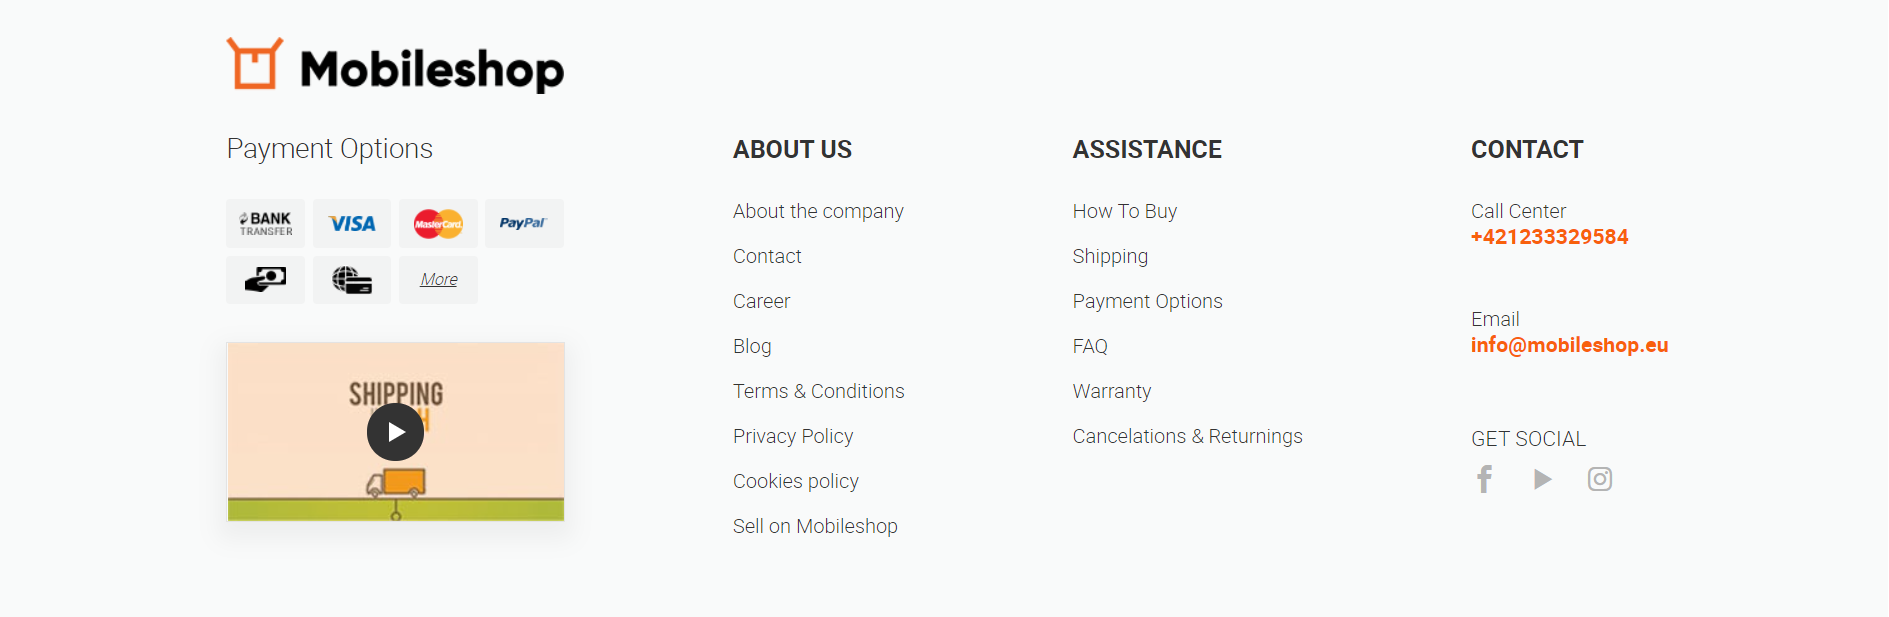 Mobileshop
Payment Options
BANK
TRANSFER
VISA
MasterCard
PayPal
More
SHIPPING
ABOUT US
About the company
Contact
Career
Blog
Terms & Conditions
Privacy Policy
Cookies policy
Sell on Mobileshop
ASSISTANCE
How To Buy
Shipping
Payment Options
FAQ
Warranty
Cancelations & Returnings
CONTACT
Call Center
+421233329584
Email
info@mobileshop.eu
GET SOCIAL